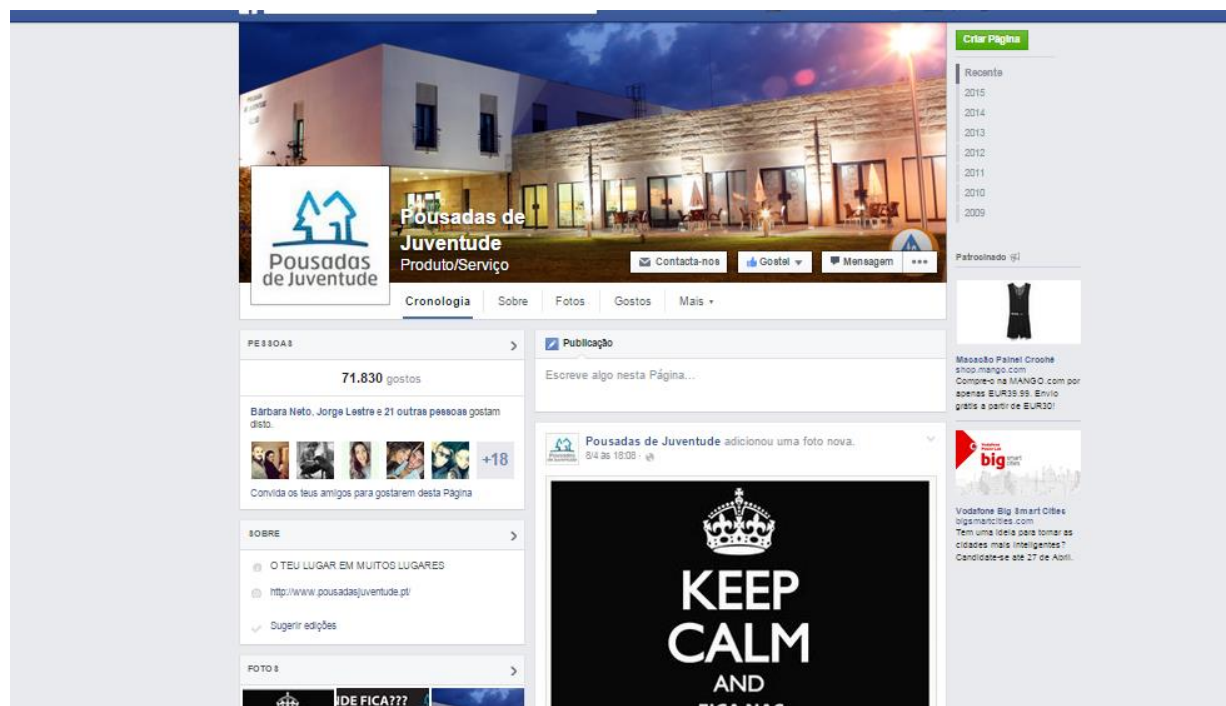 Criar Página
Recente
2015
2014
2013
2012
2011
2010
2009
Pousadas
de Juventude
Pousadas de
Juventude
Produto/Serviço
Contacta-nos
Gostei
Mensagem
Cronologia
Sobre
Fotos
Gostos
Mais
PESSOAS
71.830 gostos
Bárbara Neto, Jorge Lestre e 21 outras pessoas gostam
disto.
+18
Convida os teus amigos para gostarem desta Página
SOBRE
O TEU LUGAR EM MUITOS LUGARES
http://www.pousadasjuventude.pt/
Sugerir edições
FOTOS
NDE FICA???
Publicação
Escreve algo nesta Página...
Pousadas de Juventude adicionou uma foto nova.
8/4 às 18:08
KEEP
CALM
AND
Patrocinado
Macacão Painel Croché
shop.mango.com
Compre-o na MANGO.com por
apenas EUR39.99. Envio
grátis a partir de EUR30!
big smart
cities
Vodafone Big Smart Cities
bigsmartcities.com
Tem uma ideia para tornar as
cidades mais inteligentes?
Candidate-se até 27 de Abril.